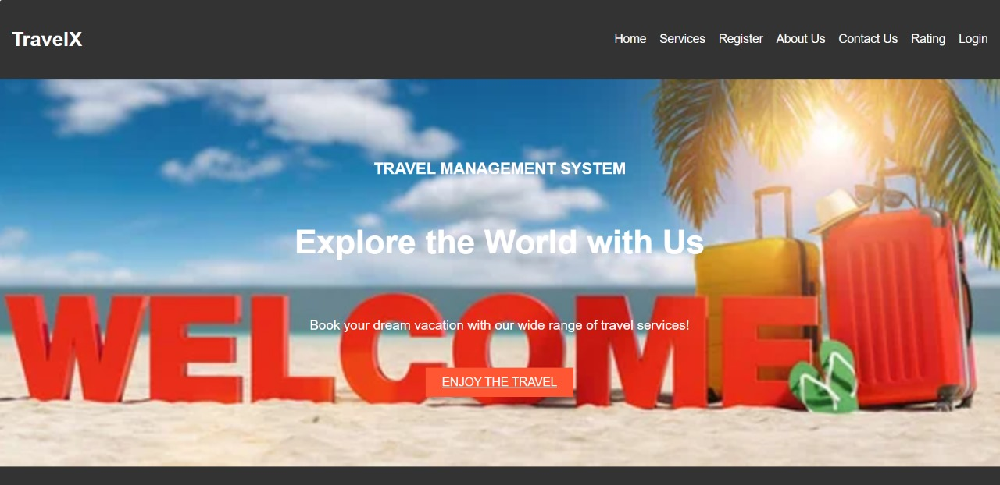 TravelX
Home Services Register About Us Contact Us Rating Login
TRAVEL MANAGEMENT SYSTEM
Explore the World with Us
WELCOME
Book your dream vacation with our wide range of travel services!
ENJOY THE TRAVEL